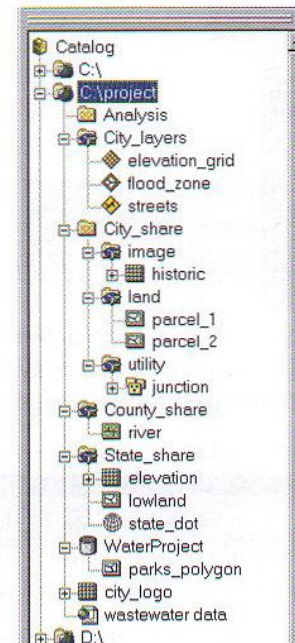 Catalog
C:\
C:\project
Analysis
City_layers
elevation_grid
flood_zone
streets
City_share
image
historic
land
parcel_1
parcel_2
utility
junction
County_share
river
State_share
elevation
lowland
state_dot
WaterProject
parks_polygon
city_logo
wastewater data
D:\